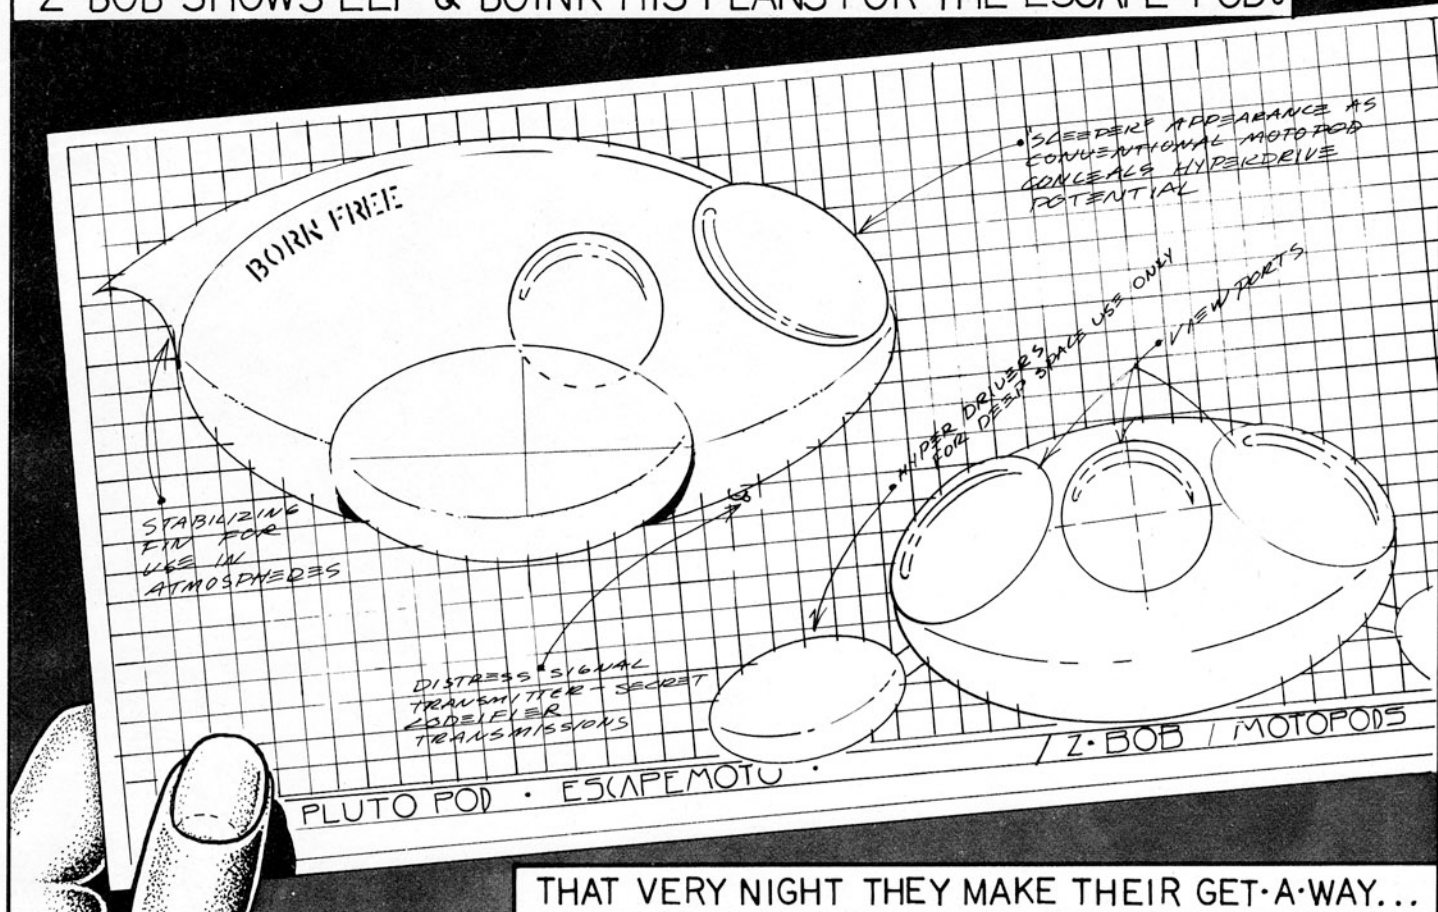 Z•BOB SHOWS ELF & BOINK HIS PLANS FOR THE ESCAPE POD.
"SLEEPER" APPEARANCE AS
CONVENTIONAL MOTOPOD
CONCEALS HYPERDRIVE
POTENTIAL
BORN FREE
HYPER DRIVERS
FOR DEEP SPACE USE ONLY
VIEW PORTS
STABILIZING
FIN FOR
USE IN
ATMOSPHERES
DISTRESS SIGNAL
TRANSMITTER - SECRET
CODEIFIER
TRANSMISSIONS
PLUTO POD • ESCAPEMOTO •
/ Z•BOB / MOTOPODS
THAT VERY NIGHT THEY MAKE THEIR GET•A•WAY...